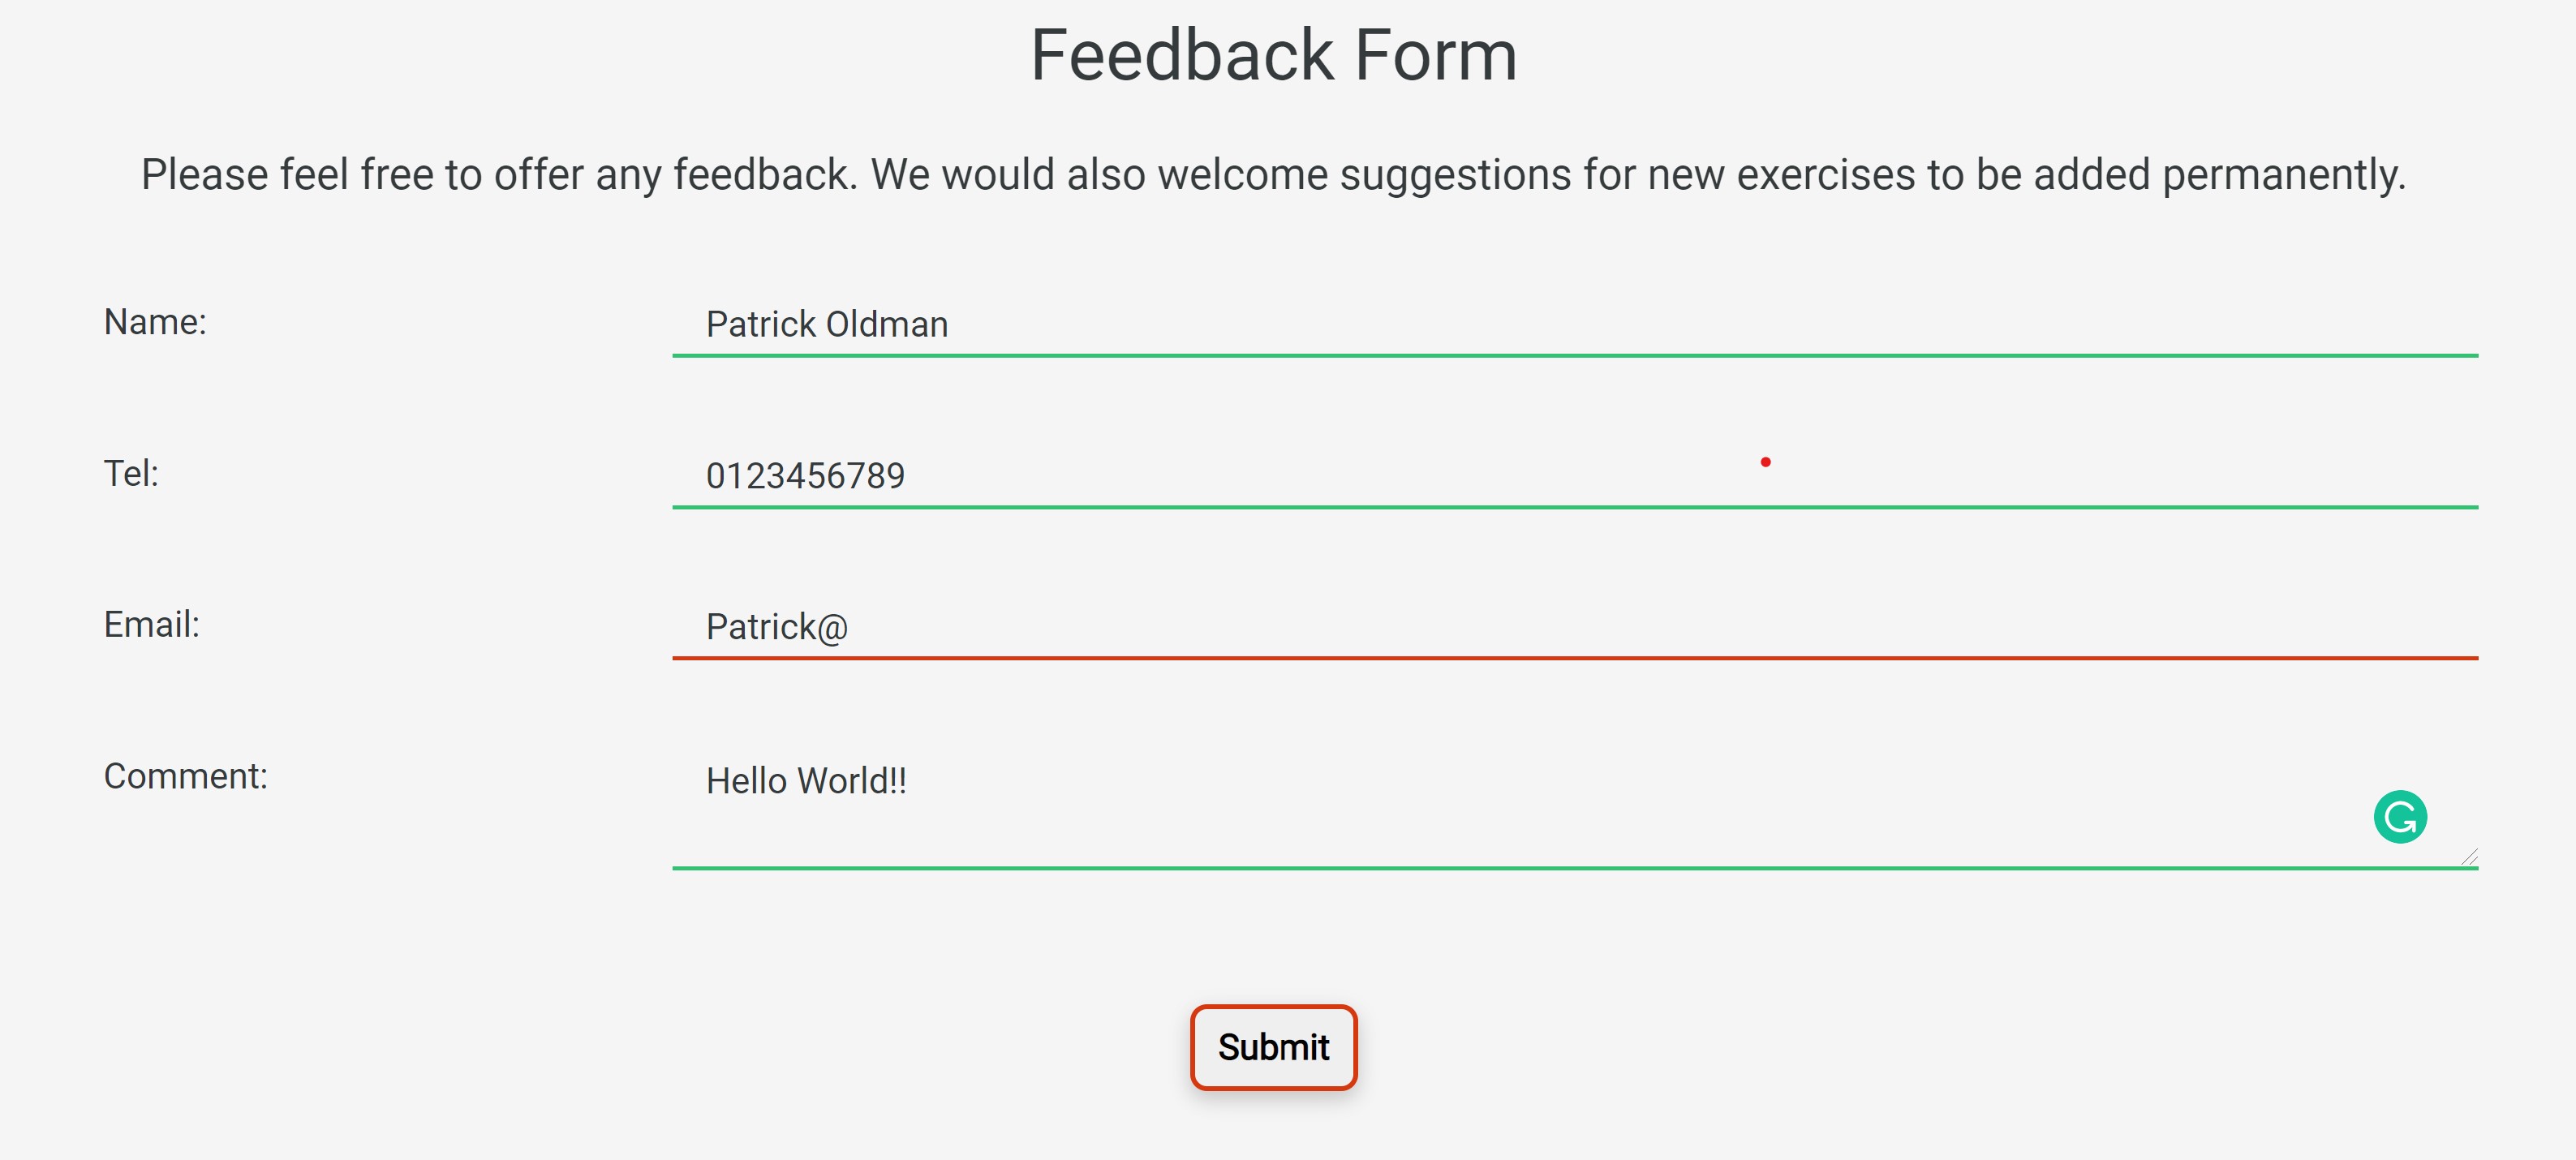 Feedback Form
Please feel free to offer any feedback. We would also welcome suggestions for new exercises to be added permanently.
Name: Patrick Oldman
Tel: 0123456789
Email: Patrick@
Comment: Hello World!!
Submit